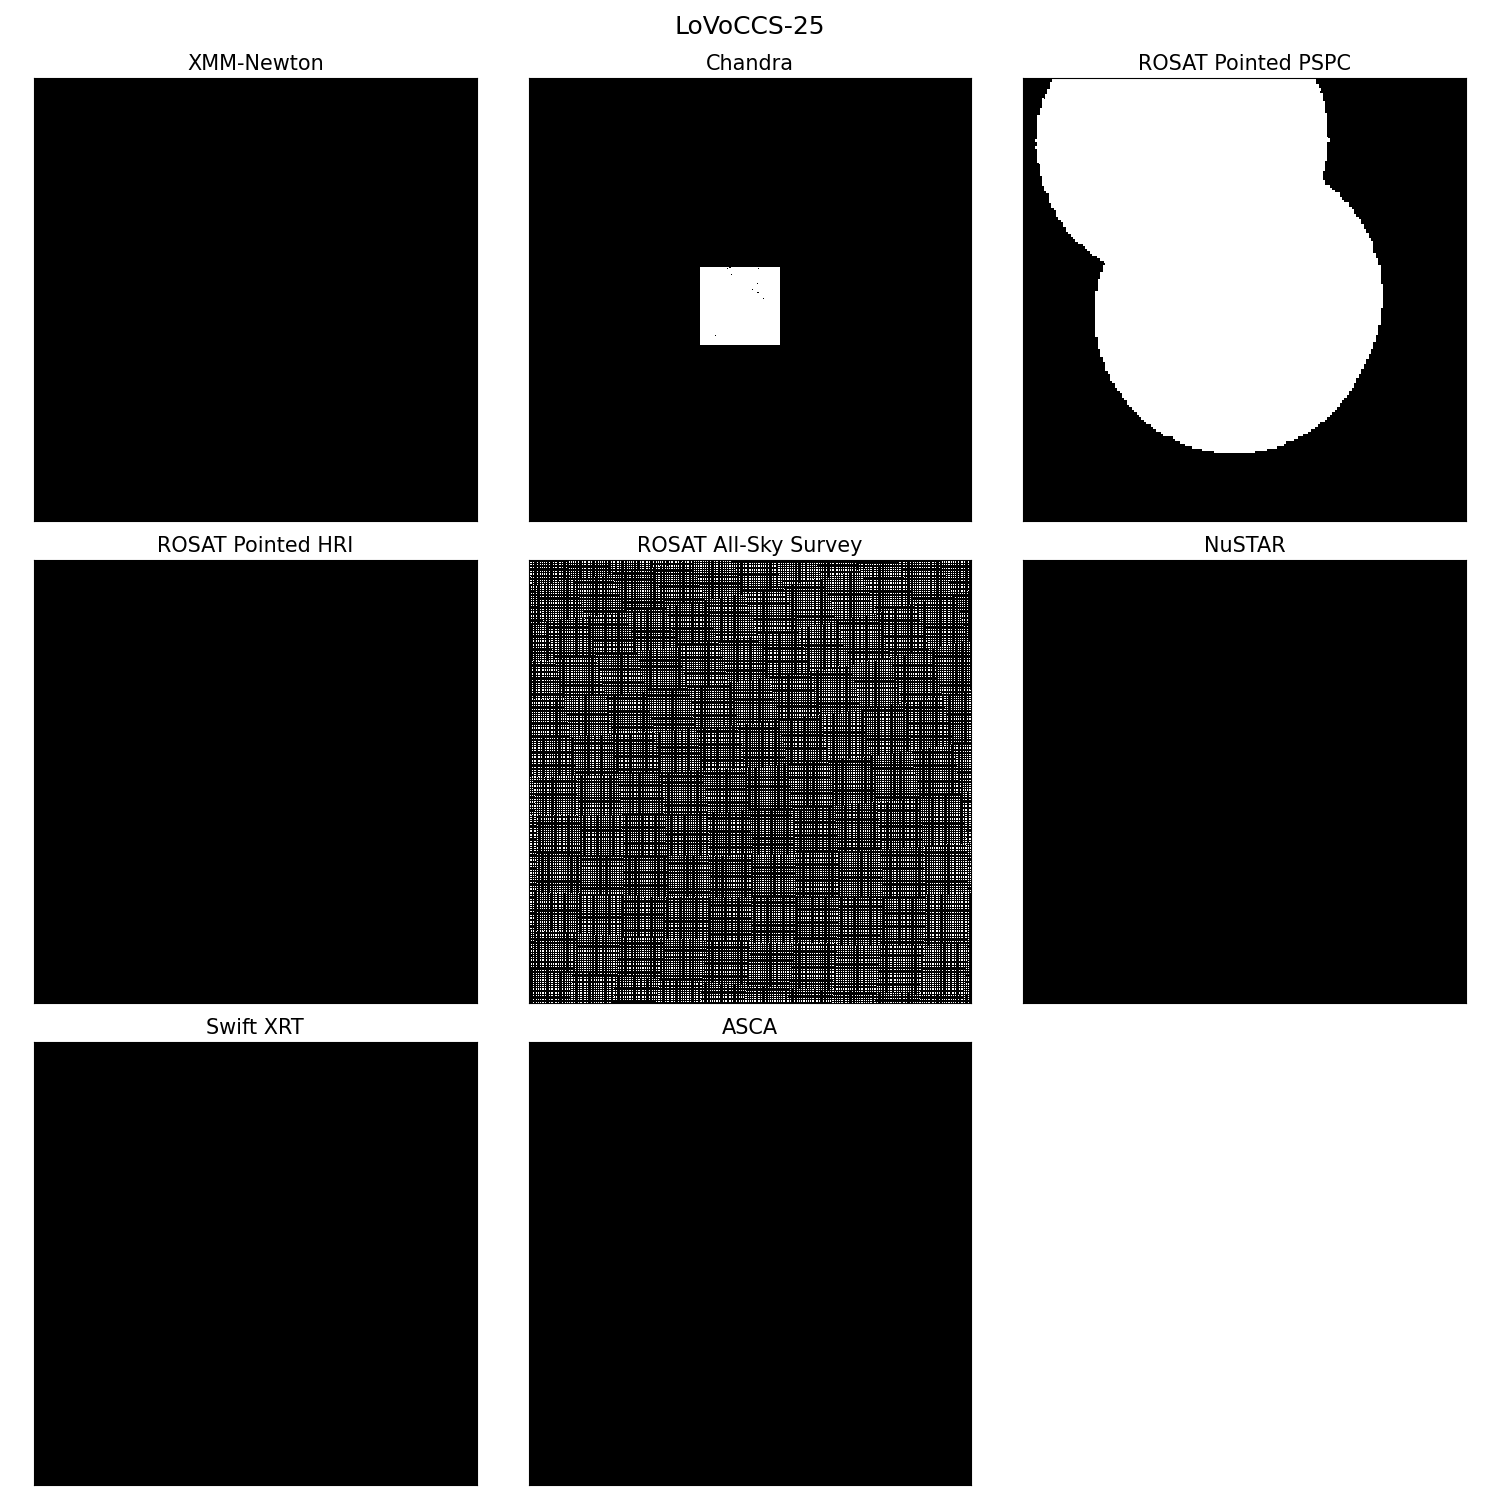 LoVoCCS-25
XMM-Newton
Chandra
ROSAT Pointed PSPC
ROSAT Pointed HRI
ROSAT All-Sky Survey
NuSTAR
Swift XRT
ASCA